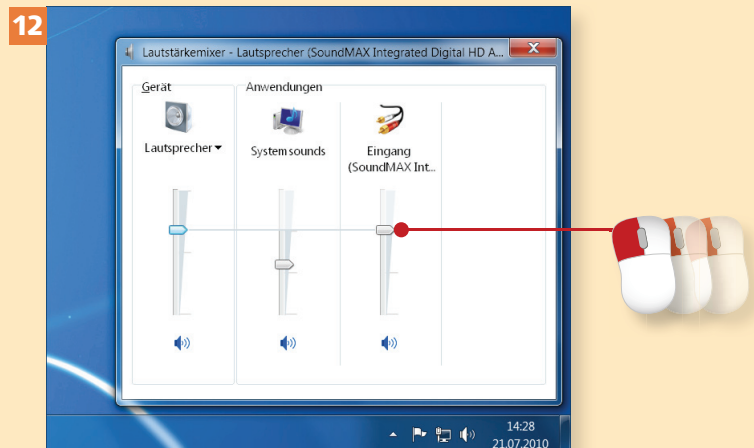 12
Lautstärkemixer - Lautsprecher (SoundMAX Integrated Digital HD A...
Gerät
Anwendungen
Lautsprecher
Systemsounds
Eingang
(SoundMAX Int...
14:28
21.07.2010